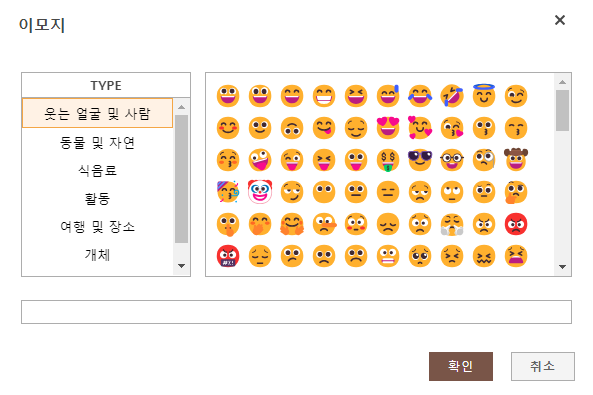 이모지
TYPE
웃는 얼굴 및 사람
동물 및 자연
식음료
활동
여행 및 장소
개체
확인
취소